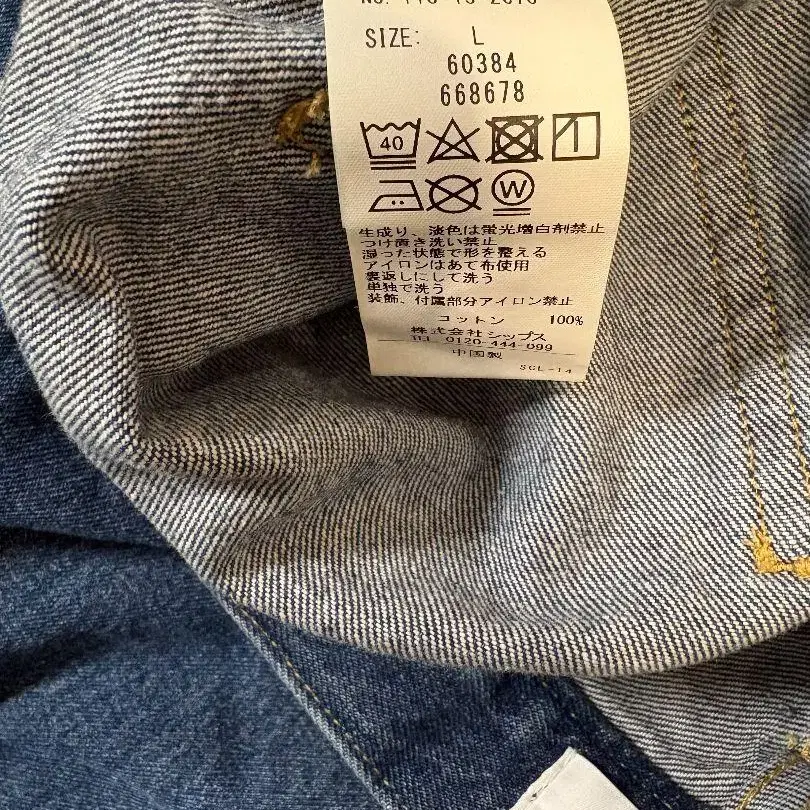 SIZE: L
60384
668678
40
W
生成り、淡色は蛍光増白剤禁止
つけ置き洗い禁止
湿った状態で形を整える
アイロンはあて布使用
裏返しにして洗う
単独で洗う
装飾、付属部分アイロン禁止
コットン 100%
株式会社シップス
TEL 0120-444-099
中国製
SCL-14